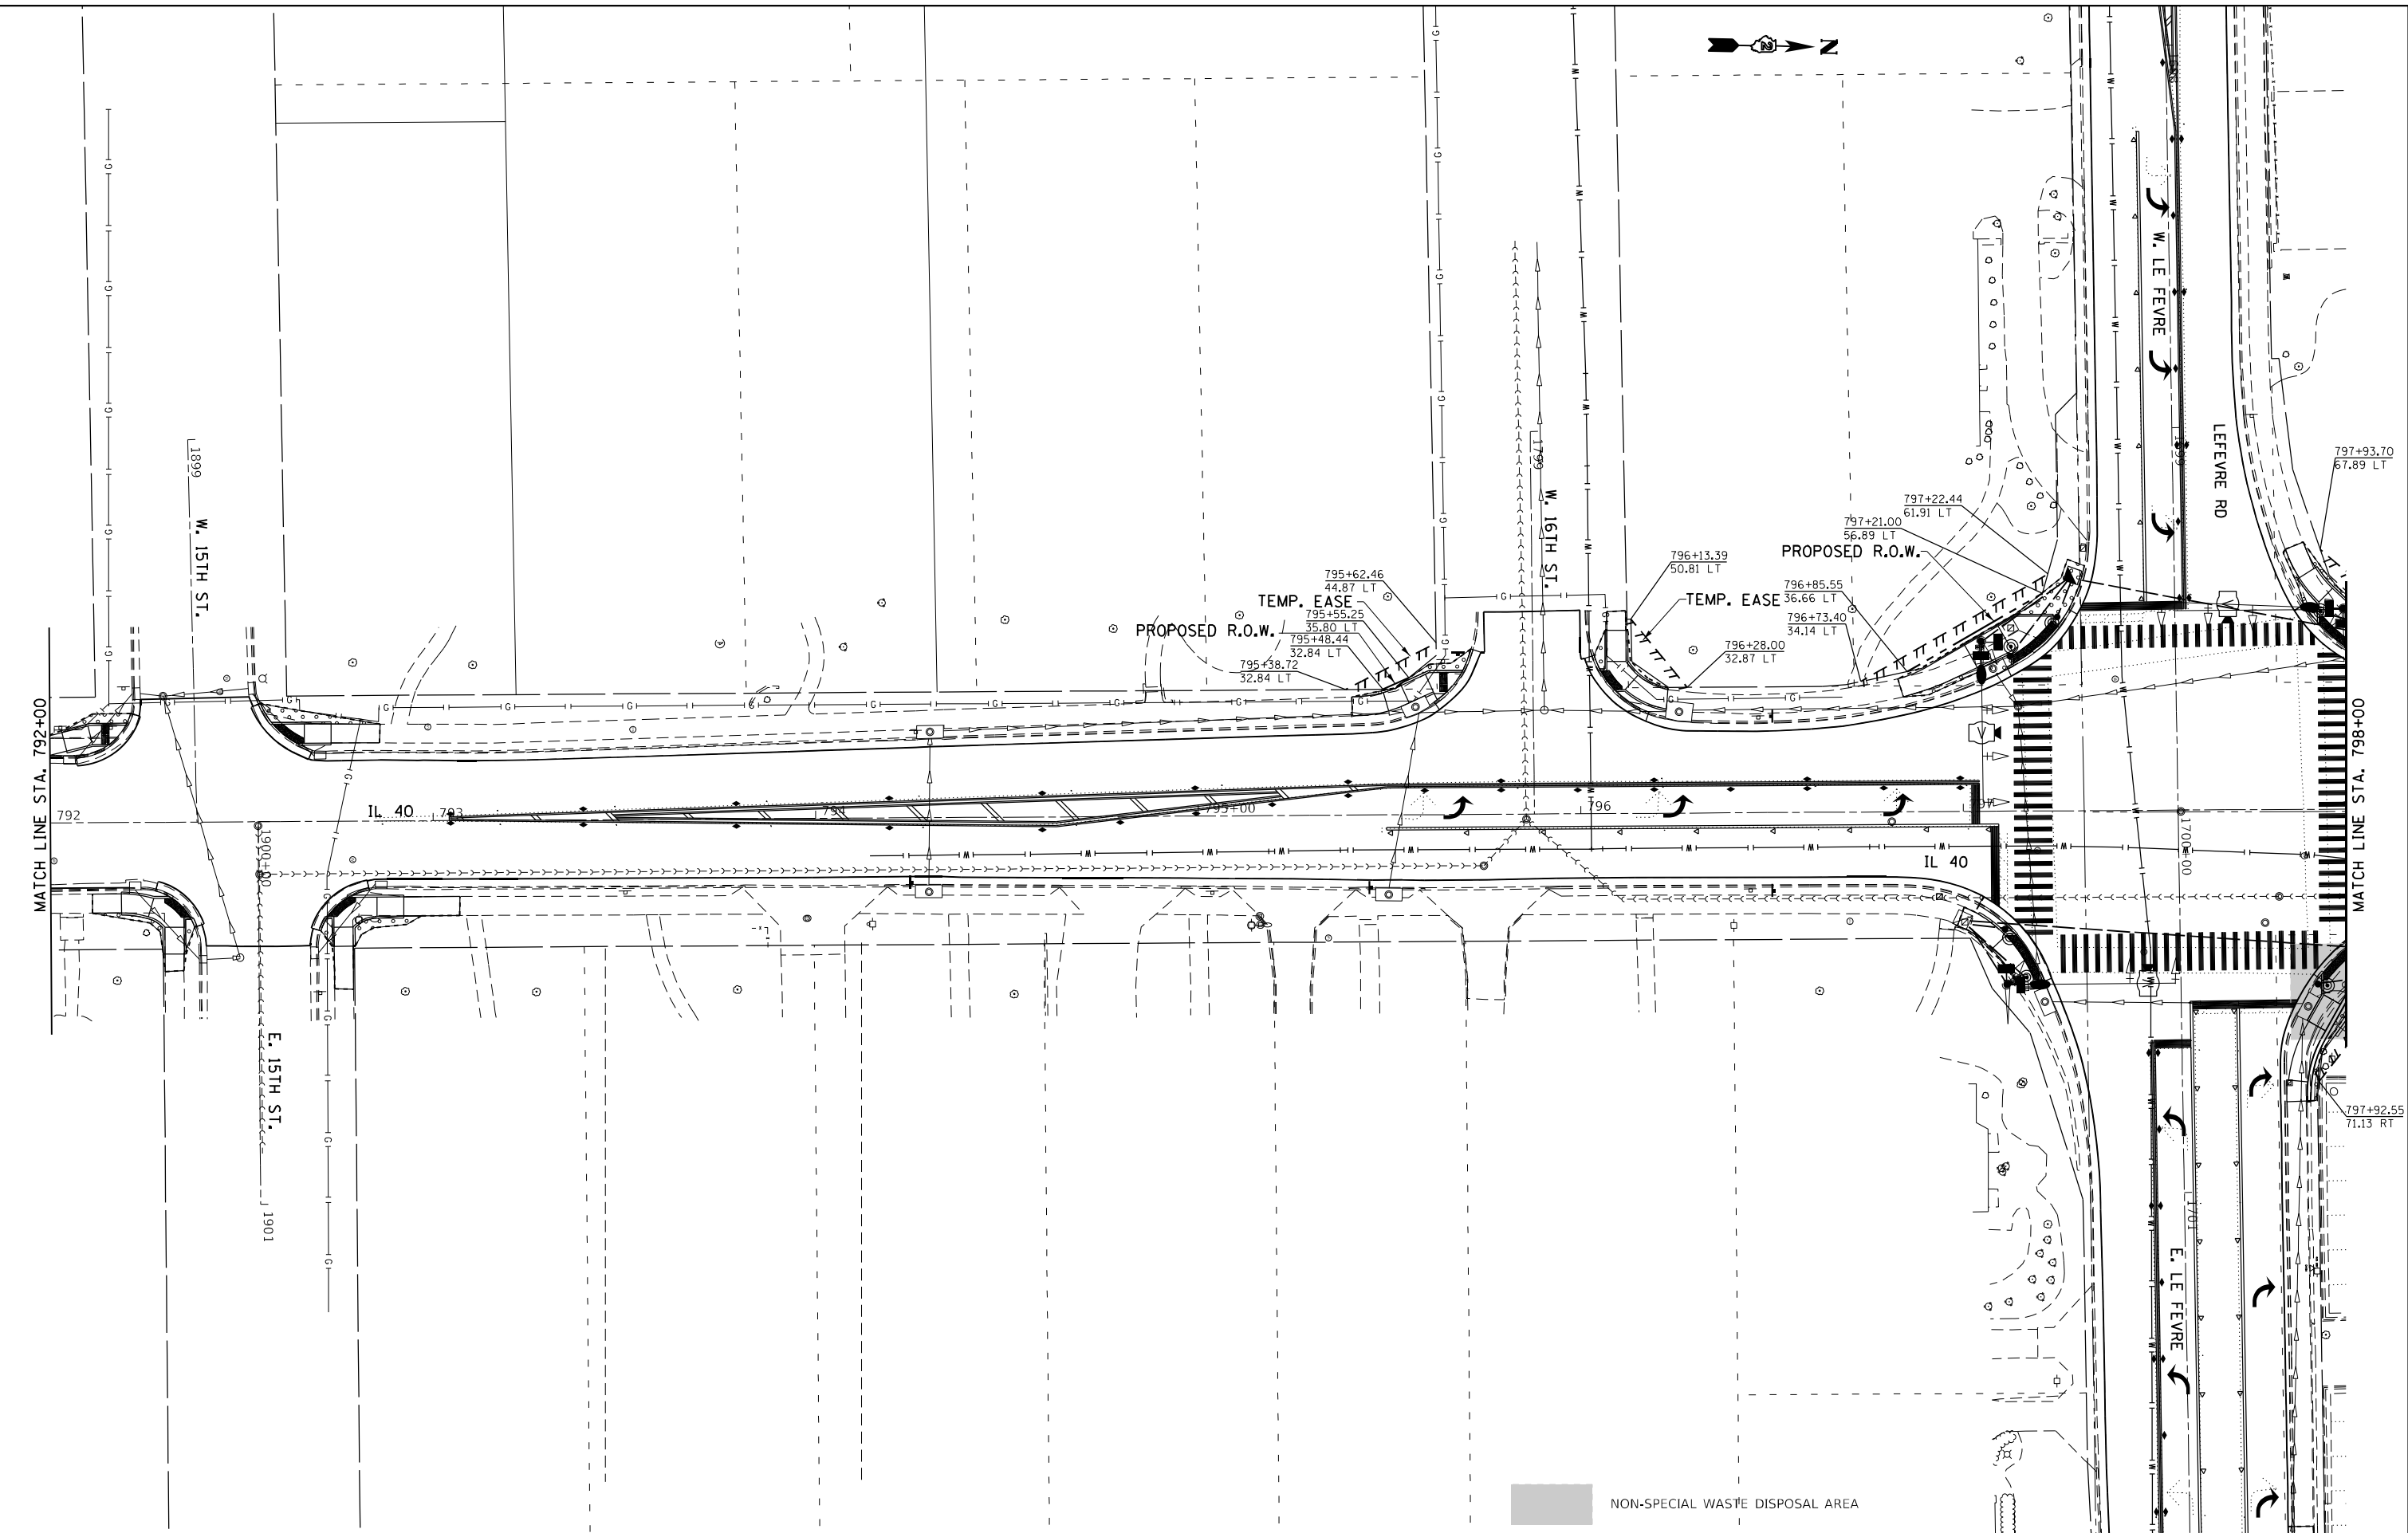 N
2
1899
W. 15TH ST.
W. LE FEVRE
LEFEVRE RD
1699
797+93.70
67.89 LT
1799
W. 16TH ST.
797+22.44
61.91 LT
797+21.00
56.89 LT
PROPOSED R.O.W.
796+13.39
50.81 LT
TEMP. EASE
796+85.55
36.66 LT
796+73.40
34.14 LT
796+28.00
32.87 LT
795+62.46
44.87 LT
TEMP. EASE
795+55.25
35.80 LT
PROPOSED R.O.W.
795+48.44
32.84 LT
795+38.72
32.84 LT
MATCH LINE STA. 792+00
792
IL 40
793
794
795+00
796
IL 40
1700+00
MATCH LINE STA. 798+00
1900+00
E. 15TH ST.
1901
797+92.55
71.13 RT
1701
E. LE FEVRE
NON-SPECIAL WASTE DISPOSAL AREA